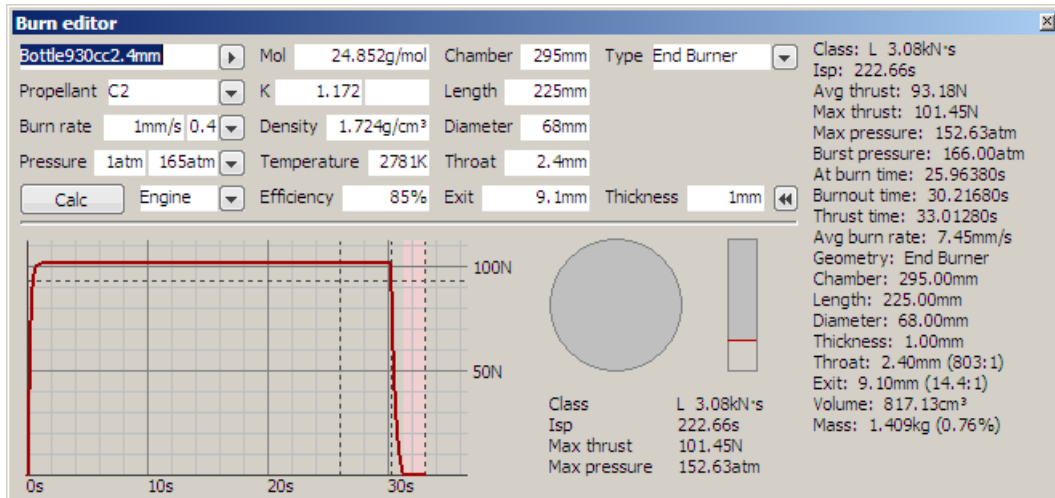 Burn editor
Bottle930cc2.4mm Mol 24.852g/mol Chamber 295mm Type End Burner
Propellant C2 K 1.172 Length 225mm
Burn rate 1mm/s 0.4 Density 1.724g/cm³ Diameter 68mm
Pressure 1atm 165atm Temperature 2781K Throat 2.4mm
Calc Engine Efficiency 85% Exit 9.1mm Thickness 1mm
100N
50N
0s 10s 20s 30s
Class L 3.08kN·s
Isp 222.66s
Max thrust 101.45N
Max pressure 152.63atm
Class: L 3.08kN·s
Isp: 222.66s
Avg thrust: 93.18N
Max thrust: 101.45N
Max pressure: 152.63atm
Burst pressure: 166.00atm
At burn time: 25.96380s
Burnout time: 30.21680s
Thrust time: 33.01280s
Avg burn rate: 7.45mm/s
Geometry: End Burner
Chamber: 295.00mm
Length: 225.00mm
Diameter: 68.00mm
Thickness: 1.00mm
Throat: 2.40mm (803:1)
Exit: 9.10mm (14.4:1)
Volume: 817.13cm³
Mass: 1.409kg (0.76%)